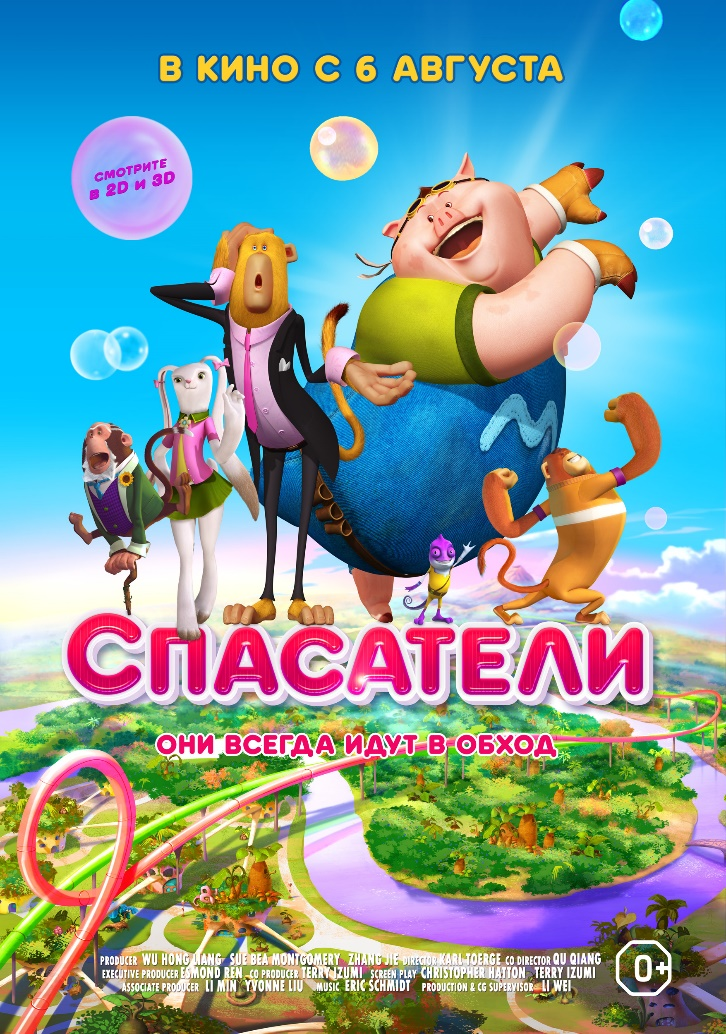 В КИНО С 6 АВГУСТА
СМОТРИТЕ
В 2D И 3D
СПАСАТЕЛИ
ОНИ ВСЕГДА ИДУТ В ОБХОД
PRODUCER WU HONG LIANG SUE BEA MONTGOMERY ZHANG JIE DIRECTOR KARL TOERGE CO DIRECTOR QU QIANG
EXECUTIVE PRODUCER ESMOND REN CO PRODUCER TERRY IZUMI SCREEN PLAY CHRISTOPHER HATTON TERRY IZUMI
ASSOCIATE PRODUCER LI MIN YVONNE LIU MUSIC ERIC SCHMIDT PRODUCTION & CG SUPERVISOR LI WEI
0+